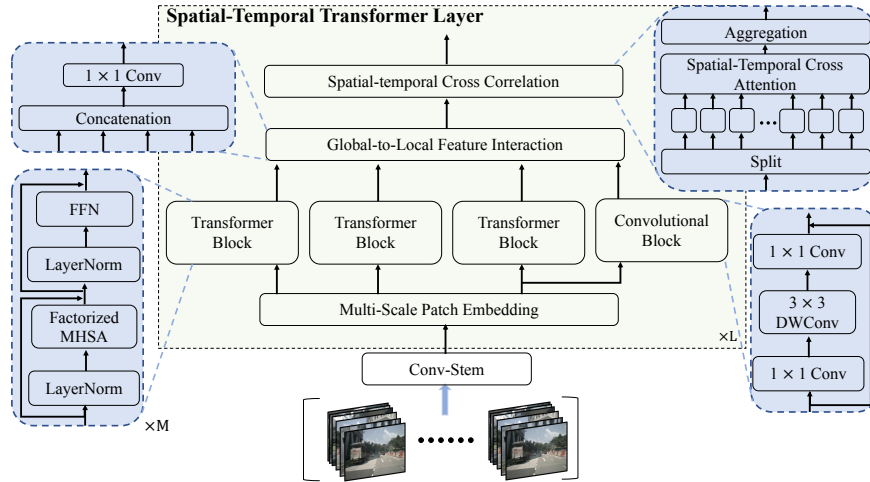 Spatial-Temporal Transformer Layer
Spatial-temporal Cross Correlation
Global-to-Local Feature Interaction
Transformer
Block
Transformer
Block
Transformer
Block
Convolutional
Block
Multi-Scale Patch Embedding
×L
Conv-Stem
1 × 1 Conv
Concatenation
FFN
LayerNorm
Factorized
MHSA
LayerNorm
×M
Aggregation
Spatial-Temporal Cross
Attention
Split
1 × 1 Conv
3 × 3
DWConv
1 × 1 Conv